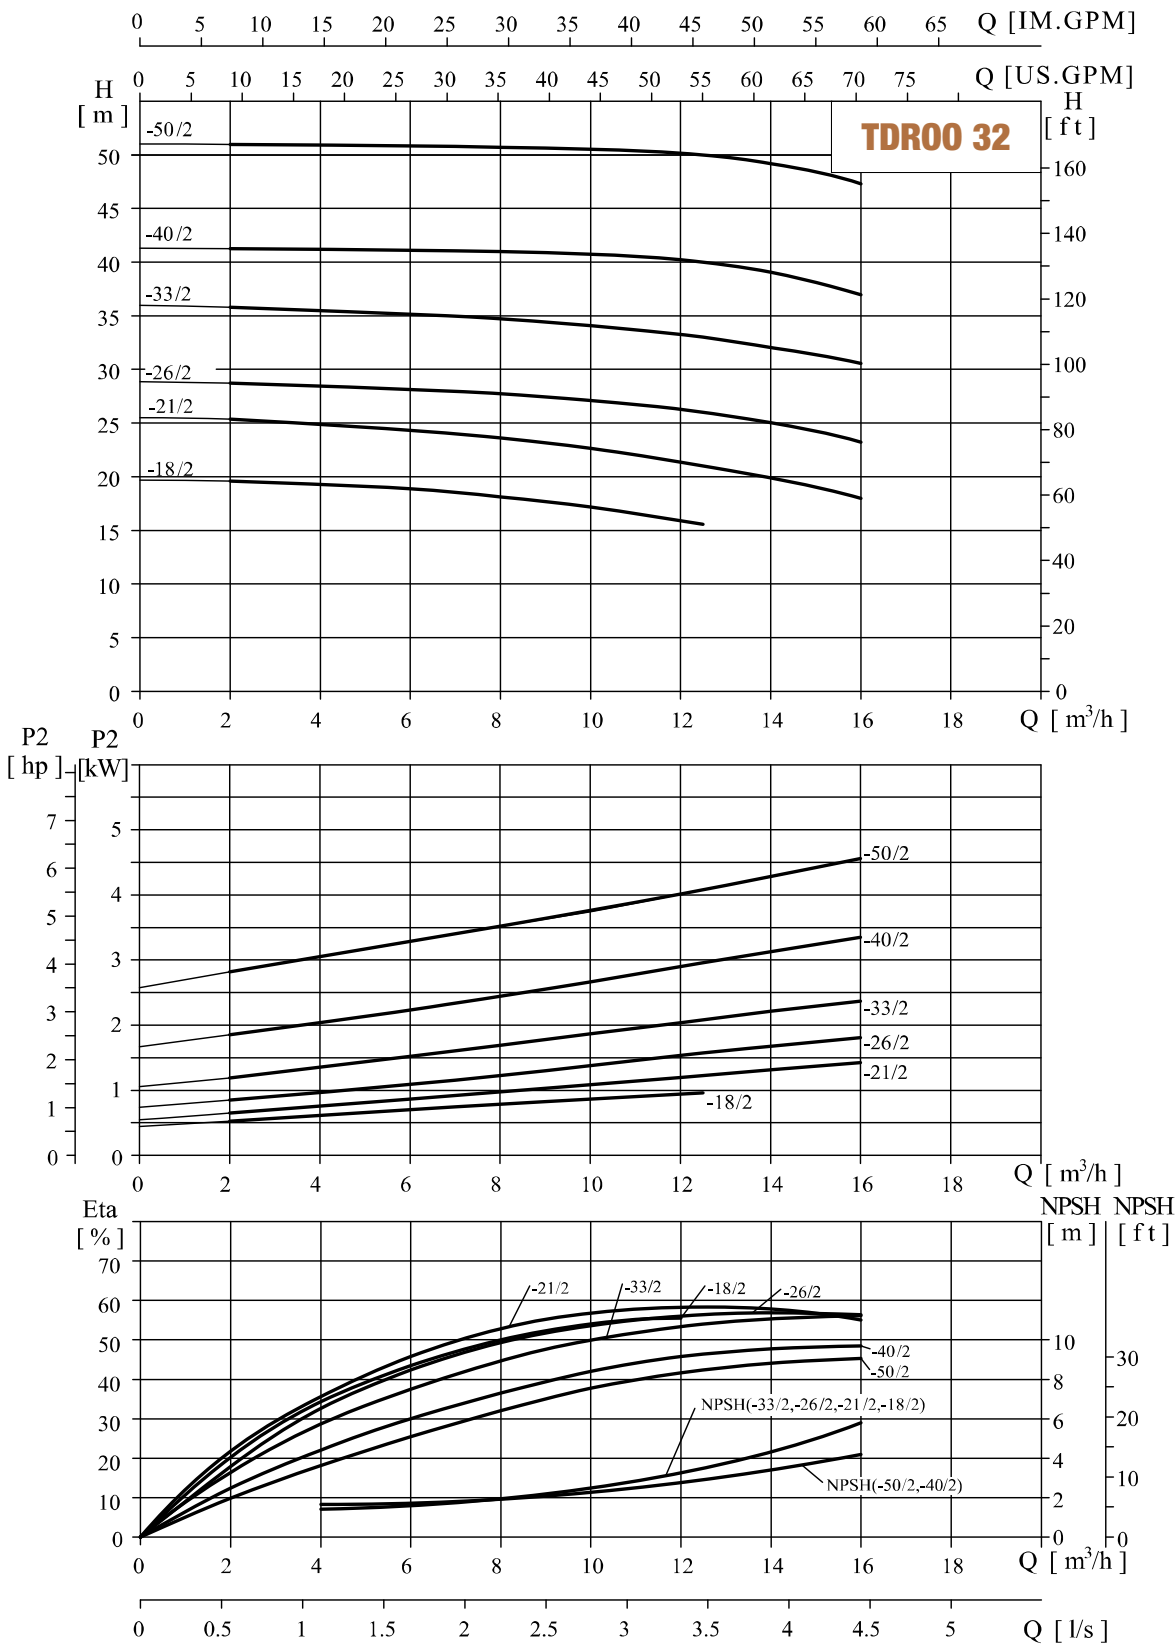 0 5 10 15 20 25 30 35 40 45 50 55 60 65 Q [IM.GPM]
0 5 10 15 20 25 30 35 40 45 50 55 60 65 70 75 Q [US.GPM]
H
[ m ]
H
[ ft ]
TDR00 32
-50/2
50
160
45
-40/2
140
40
-33/2
120
35
30
100
-26/2
-21/2
25
80
-18/2
20
60
15
40
10
5
20
0
0
0 2 4 6 8 10 12 14 16 18 Q [ m³/h ]
P2
[ hp ]
P2
[kW]
7
5
6
-50/2
5
4
4
3
-40/2
3
2
-33/2
2
-26/2
1
-21/2
1
-18/2
0
0
0 2 4 6 8 10 12 14 16 18 Q [ m³/h ]
Eta
[ % ]
NPSH
[ m ]
NPSH
[ ft ]
70
-21/2 -33/2 -18/2 -26/2
60
50
10
-40/2
30
-50/2
40
8
NPSH(-33/2,-26/2,-21/2,-18/2)
30
6
20
20
4
NPSH(-50/2,-40/2)
10
10
2
0
0
0
0 2 4 6 8 10 12 14 16 18 Q [ m³/h ]
0 0.5 1 1.5 2 2.5 3 3.5 4 4.5 5 Q [ l/s ]